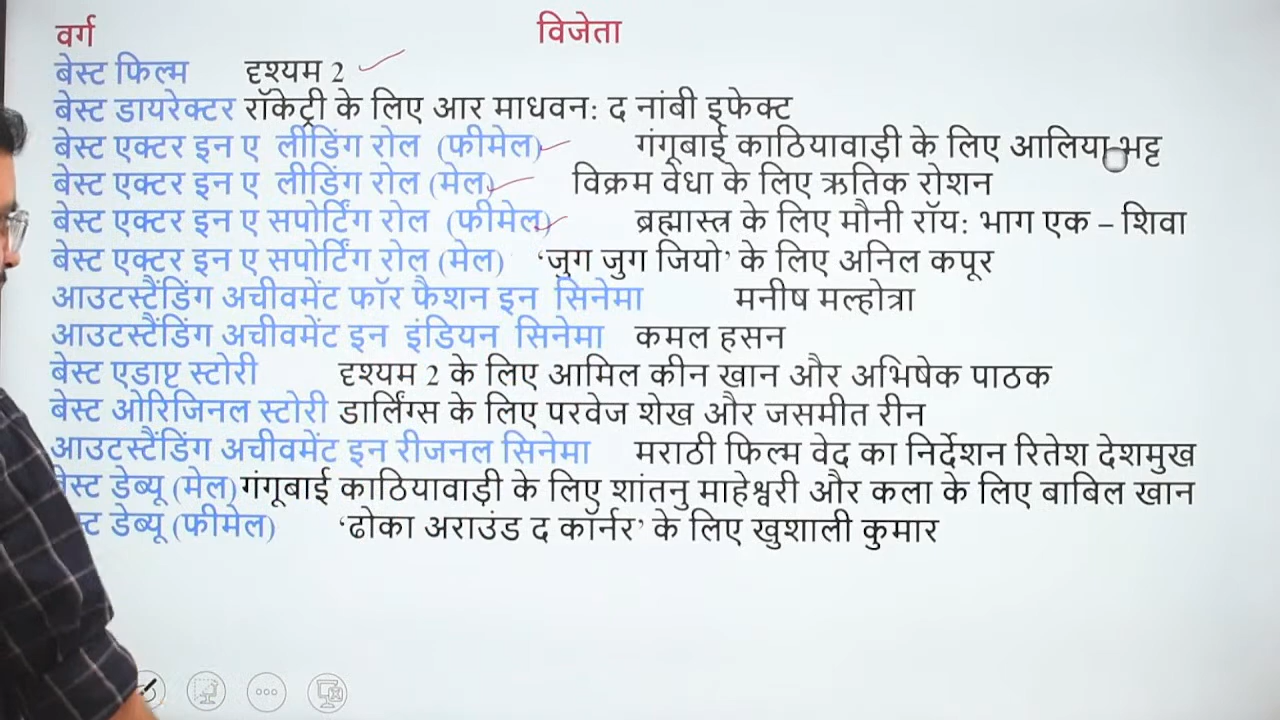 वर्ग विजेता
बेस्ट फिल्म दृश्यम 2
बेस्ट डायरेक्टर रॉकेट्री के लिए आर माधवन: द नांबी इफेक्ट
बेस्ट एक्टर इन ए लीडिंग रोल (फीमेल) गंगूबाई काठियावाड़ी के लिए आलिया भट्ट
बेस्ट एक्टर इन ए लीडिंग रोल (मेल) विक्रम वेधा के लिए ऋतिक रोशन
बेस्ट एक्टर इन ए सपोर्टिंग रोल (फीमेल) ब्रह्मास्त्र के लिए मौनी रॉय: भाग एक – शिवा
बेस्ट एक्टर इन ए सपोर्टिंग रोल (मेल) ‘जुग जुग जियो’ के लिए अनिल कपूर
आउटस्टैंडिंग अचीवमेंट फॉर फैशन इन सिनेमा मनीष मल्होत्रा
आउटस्टैंडिंग अचीवमेंट इन इंडियन सिनेमा कमल हसन
बेस्ट एडाप्ट स्टोरी दृश्यम 2 के लिए आमिल कीन खान और अभिषेक पाठक
बेस्ट ओरिजिनल स्टोरी डार्लिंग्स के लिए परवेज शेख और जसमीत रीन
आउटस्टैंडिंग अचीवमेंट इन रीजनल सिनेमा मराठी फिल्म वेद का निर्देशन रितेश देशमुख
बेस्ट डेब्यू (मेल) गंगूबाई काठियावाड़ी के लिए शांतनु माहेश्वरी और कला के लिए बाबिल खान
स्ट डेब्यू (फीमेल) ‘ढोका अराउंड द कॉर्नर’ के लिए खुशाली कुमार